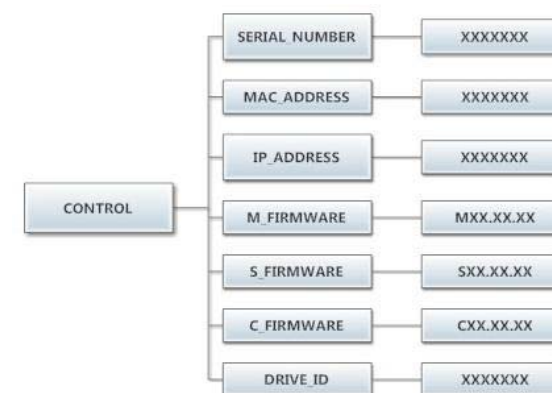 SERIAL_NUMBER XXXXXXX
MAC_ADDRESS XXXXXXX
IP_ADDRESS XXXXXXX
CONTROL
M_FIRMWARE MXX.XX.XX
S_FIRMWARE SXX.XX.XX
C_FIRMWARE CXX.XX.XX
DRIVE_ID XXXXXXX